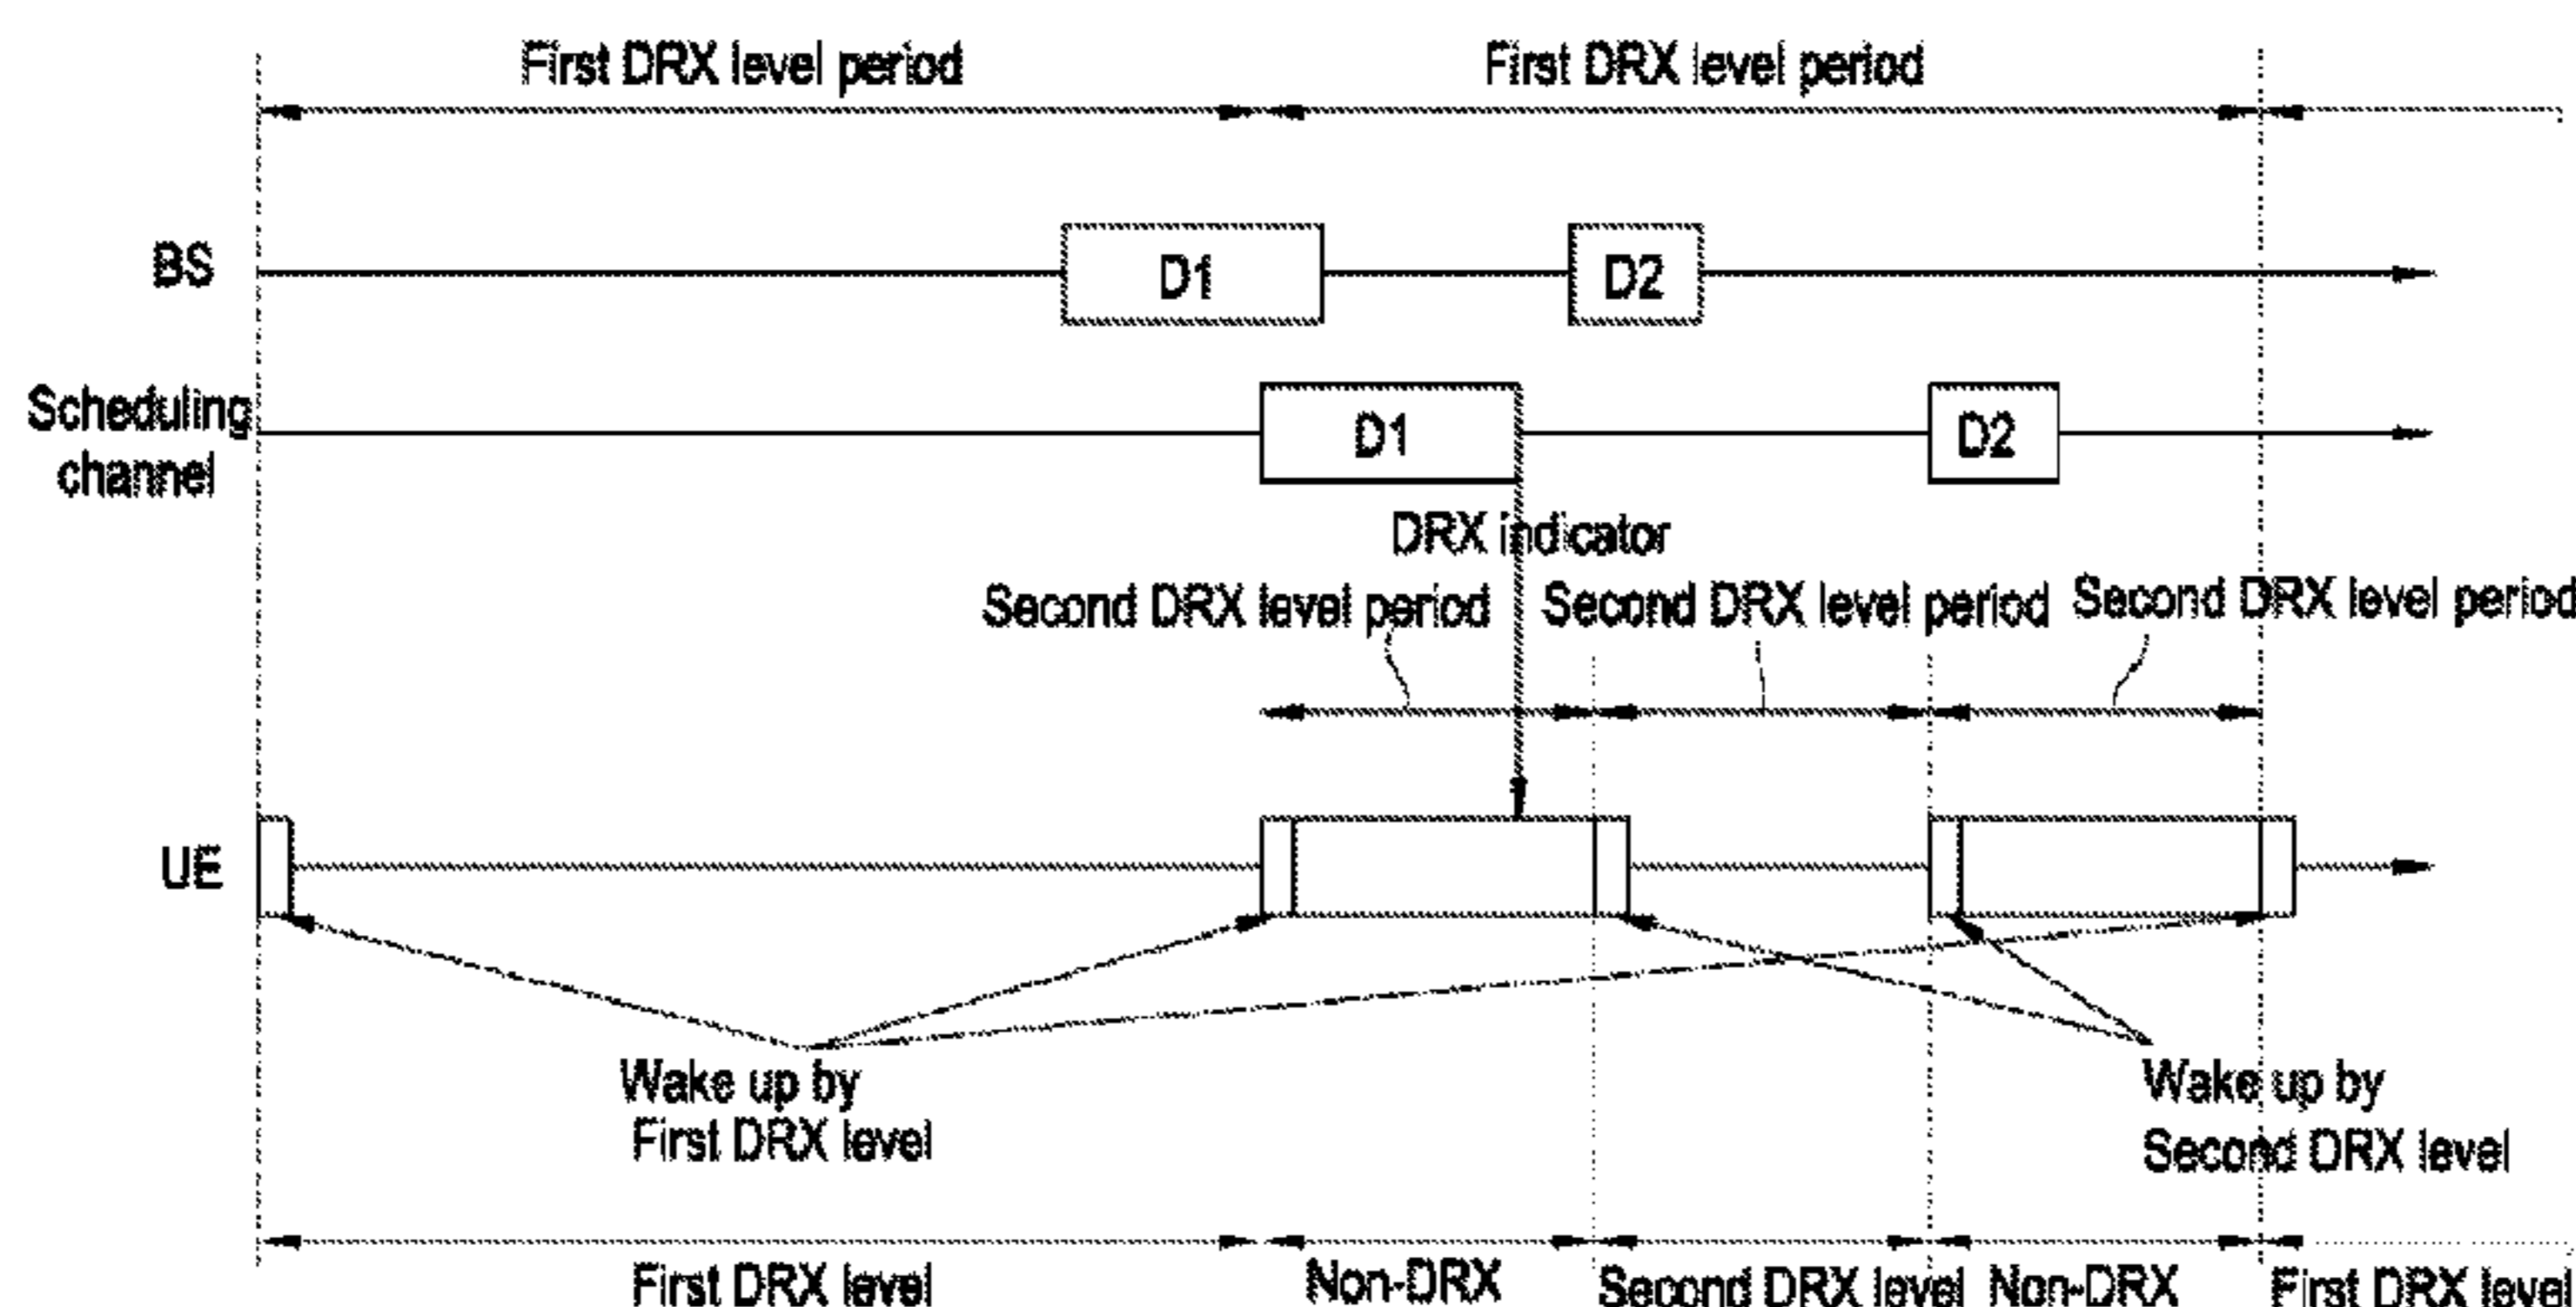 First DRX level period
First DRX level period
BS
D1
D2
Scheduling
channel
D1
D2
DRX indicator
Second DRX level period
Second DRX level period
Second DRX level period
UE
Wake up by
First DRX level
Wake up by
Second DRX level
First DRX level
Non-DRX
Second DRX level
Non-DRX
First DRX level